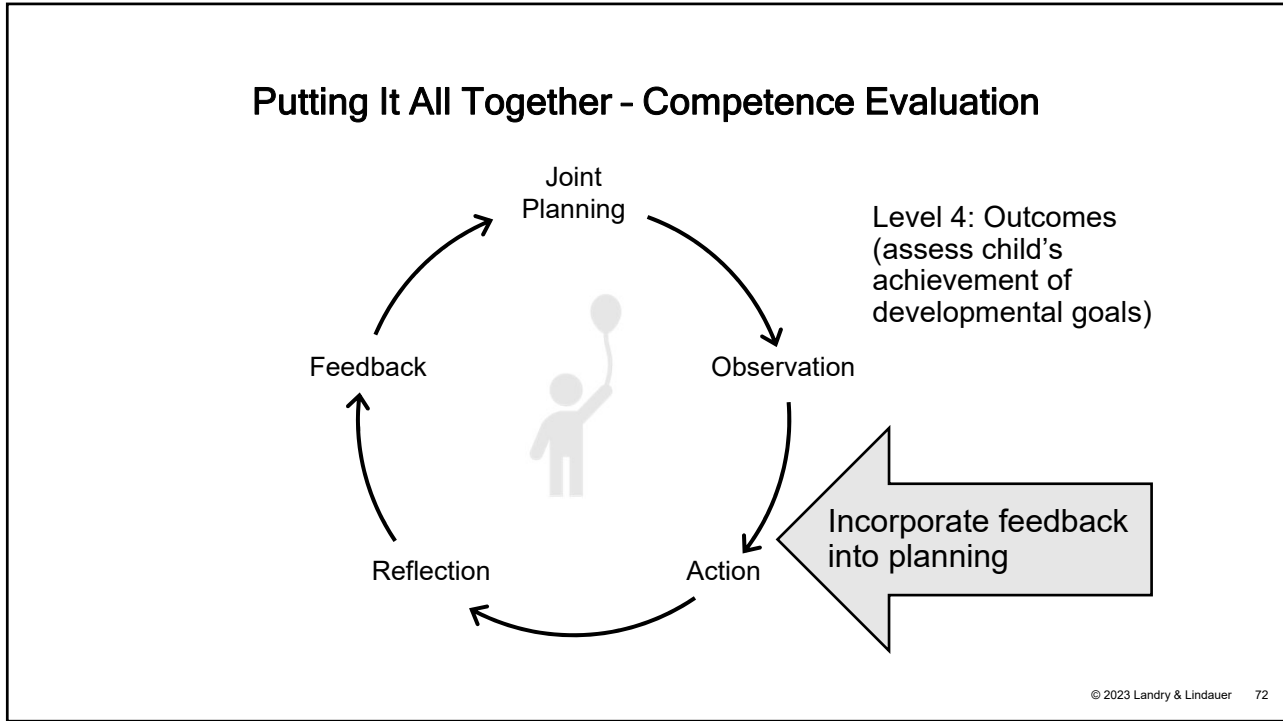 Putting It All Together - Competence Evaluation
Joint
Planning
Level 4: Outcomes
(assess child’s
achievement of
developmental goals)
Feedback
Observation
Incorporate feedback
into planning
Reflection
Action
© 2023 Landry & Lindauer 72